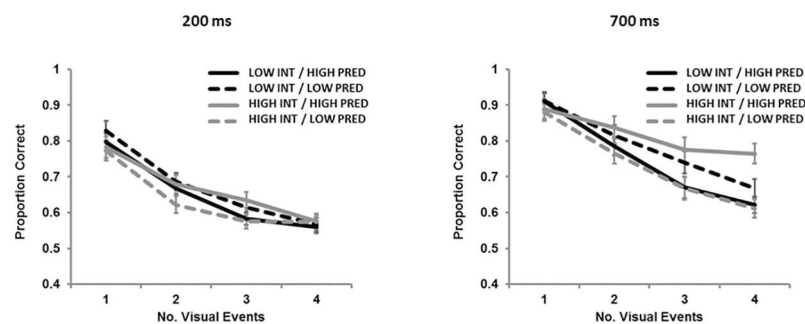 200 ms
1
0.9
0.8
0.7
0.6
0.5
0.4
Proportion Correct
LOW INT / HIGH PRED
LOW INT / LOW PRED
HIGH INT / HIGH PRED
HIGH INT / LOW PRED
1 2 3 4
No. Visual Events
700 ms
1
0.9
0.8
0.7
0.6
0.5
0.4
Proportion Correct
LOW INT / HIGH PRED
LOW INT / LOW PRED
HIGH INT / HIGH PRED
HIGH INT / LOW PRED
1 2 3 4
No. Visual Events